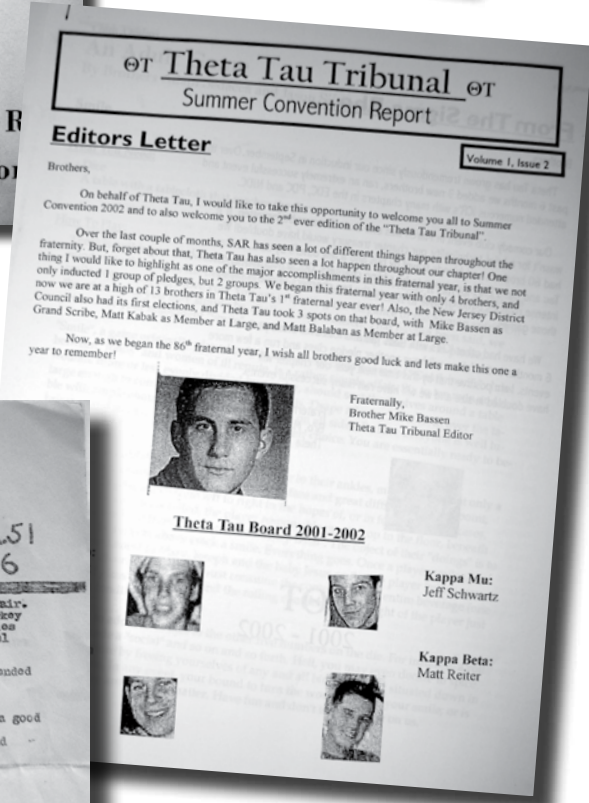 R
1
ΘT Theta Tau Tribunal ΘT
Summer Convention Report
Editors Letter
Volume 1, Issue 2
Brothers,
On behalf of Theta Tau, I would like to take this opportunity to welcome you all to Summer
Convention 2002 and to also welcome you to the 2nd ever edition of the "Theta Tau Tribunal".
Over the last couple of months, SAR has seen a lot of different things happen throughout the
fraternity. But, forget about that, Theta Tau has also seen a lot happen throughout our chapter! One
thing I would like to highlight as one of the major accomplishments in this fraternal year, is that we not
only inducted 1 group of pledges, but 2 groups. We began this fraternal year with only 4 brothers, and
now we are at a high of 13 brothers in Theta Tau's 1st fraternal year ever! Also, the New Jersey District
Council also had its first elections, and Theta Tau took 3 spots on that board, with Mike Bassen as
Grand Scribe, Matt Kabak as Member at Large, and Matt Balaban as Member at Large.
Now, as we began the 86th fraternal year, I wish all brothers good luck and lets make this one a
year to remember!
Fraternally,
Brother Mike Bassen
Theta Tau Tribunal Editor
Theta Tau Board 2001-2002
Kappa Mu:
Jeff Schwartz
Kappa Beta:
Matt Reiter
51
6
a good